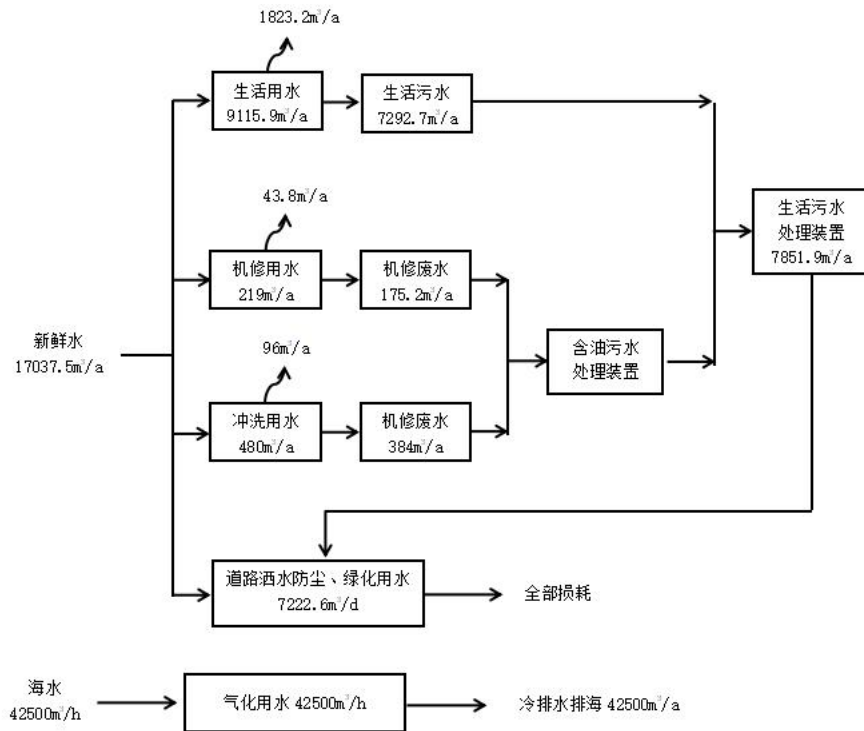 1823.2m³/a
生活用水
9115.9m³/a
生活污水
7292.7m³/a
43.8m³/a
机修用水
219m³/a
机修废水
175.2m³/a
生活污水
处理装置
7851.9m³/a
新鲜水
17037.5m³/a
96m³/a
含油污水
处理装置
冲洗用水
480m³/a
机修废水
384m³/a
道路洒水防尘、绿化用水
7222.6m³/d
全部损耗
海水
42500m³/h
气化用水 42500m³/h
冷排水排海 42500m³/a